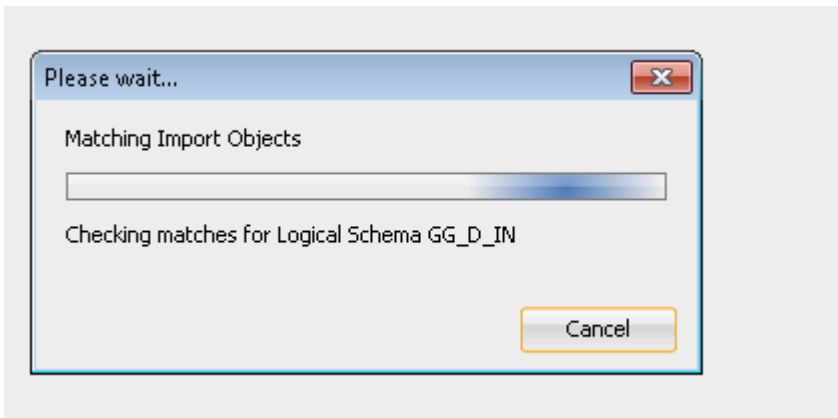 Please wait...
Matching Import Objects
Checking matches for Logical Schema GG_D_IN
Cancel